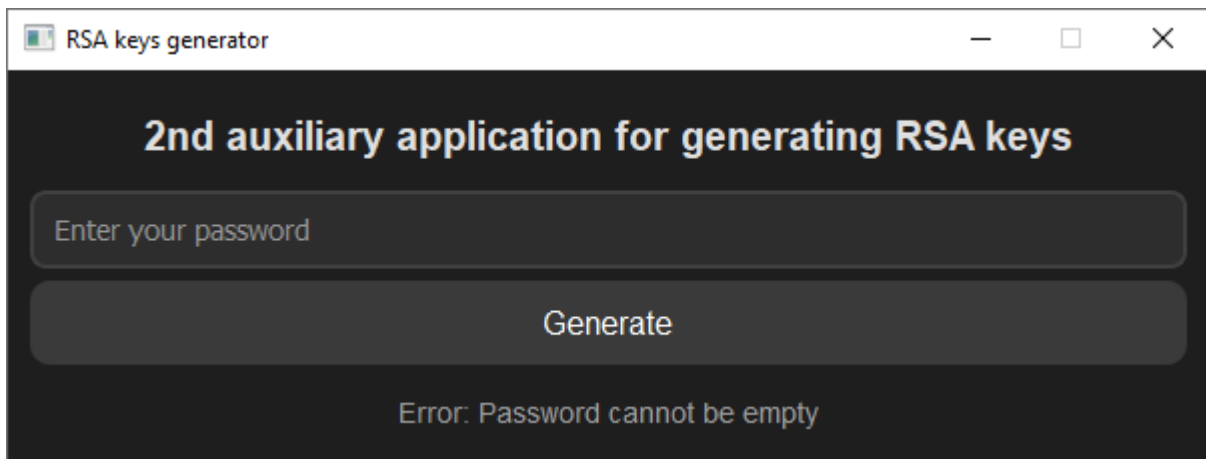 RSA keys generator
2nd auxiliary application for generating RSA keys
Enter your password
Generate
Error: Password cannot be empty